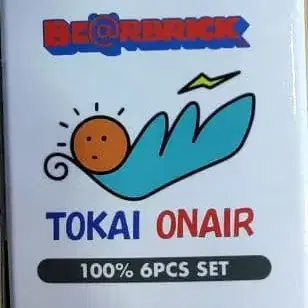 BE@RBRICK
TOKAI ONAIR
100% 6PCS SET